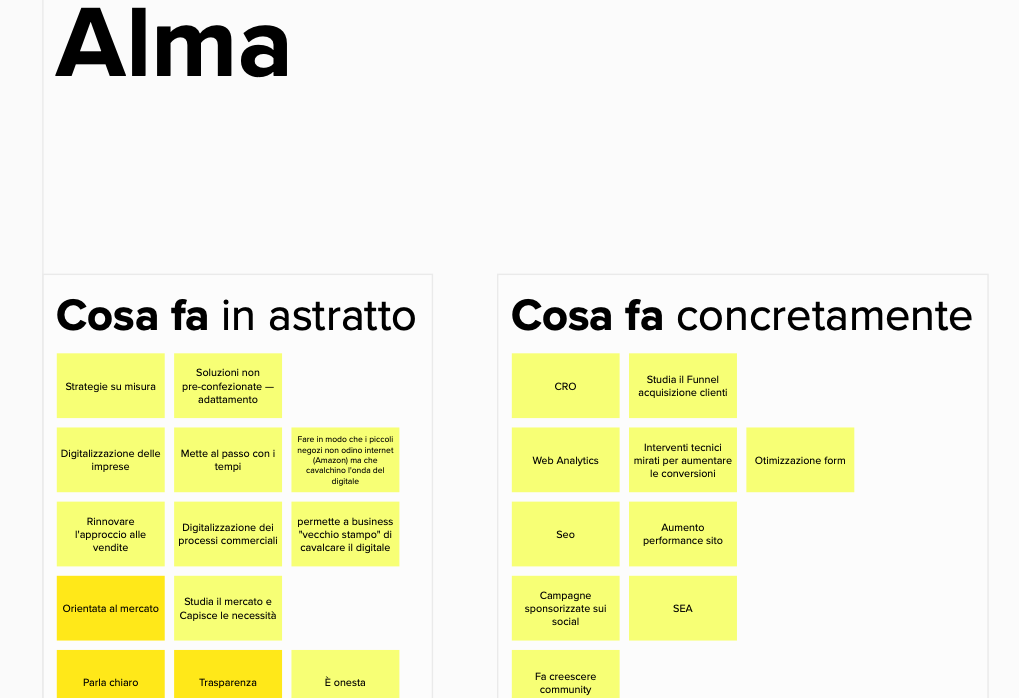 Alma
Cosa fa in astratto
Strategie su misura
Soluzioni non
pre-confezionate —
adattamento
Digitalizzazione delle
imprese
Mette al passo con i
tempi
Fare in modo che i piccoli
negozi non odino internet
(Amazon) ma che
cavalchino l'onda del
digitale
Rinnovare
l'approccio alle
vendite
Digitalizzazione dei
processi commerciali
permette a business
"vecchio stampo" di
cavalcare il digitale
Orientata al mercato
Studia il mercato e
Capisce le necessità
Parla chiaro
Trasparenza
È onesta
Cosa fa concretamente
CRO
Studia il Funnel
acquisizione clienti
Web Analytics
Interventi tecnici
mirati per aumentare
le conversioni
Otimizzazione form
Seo
Aumento
performance sito
Campagne
sponsorizzate sui
social
SEA
Fa creescere
community